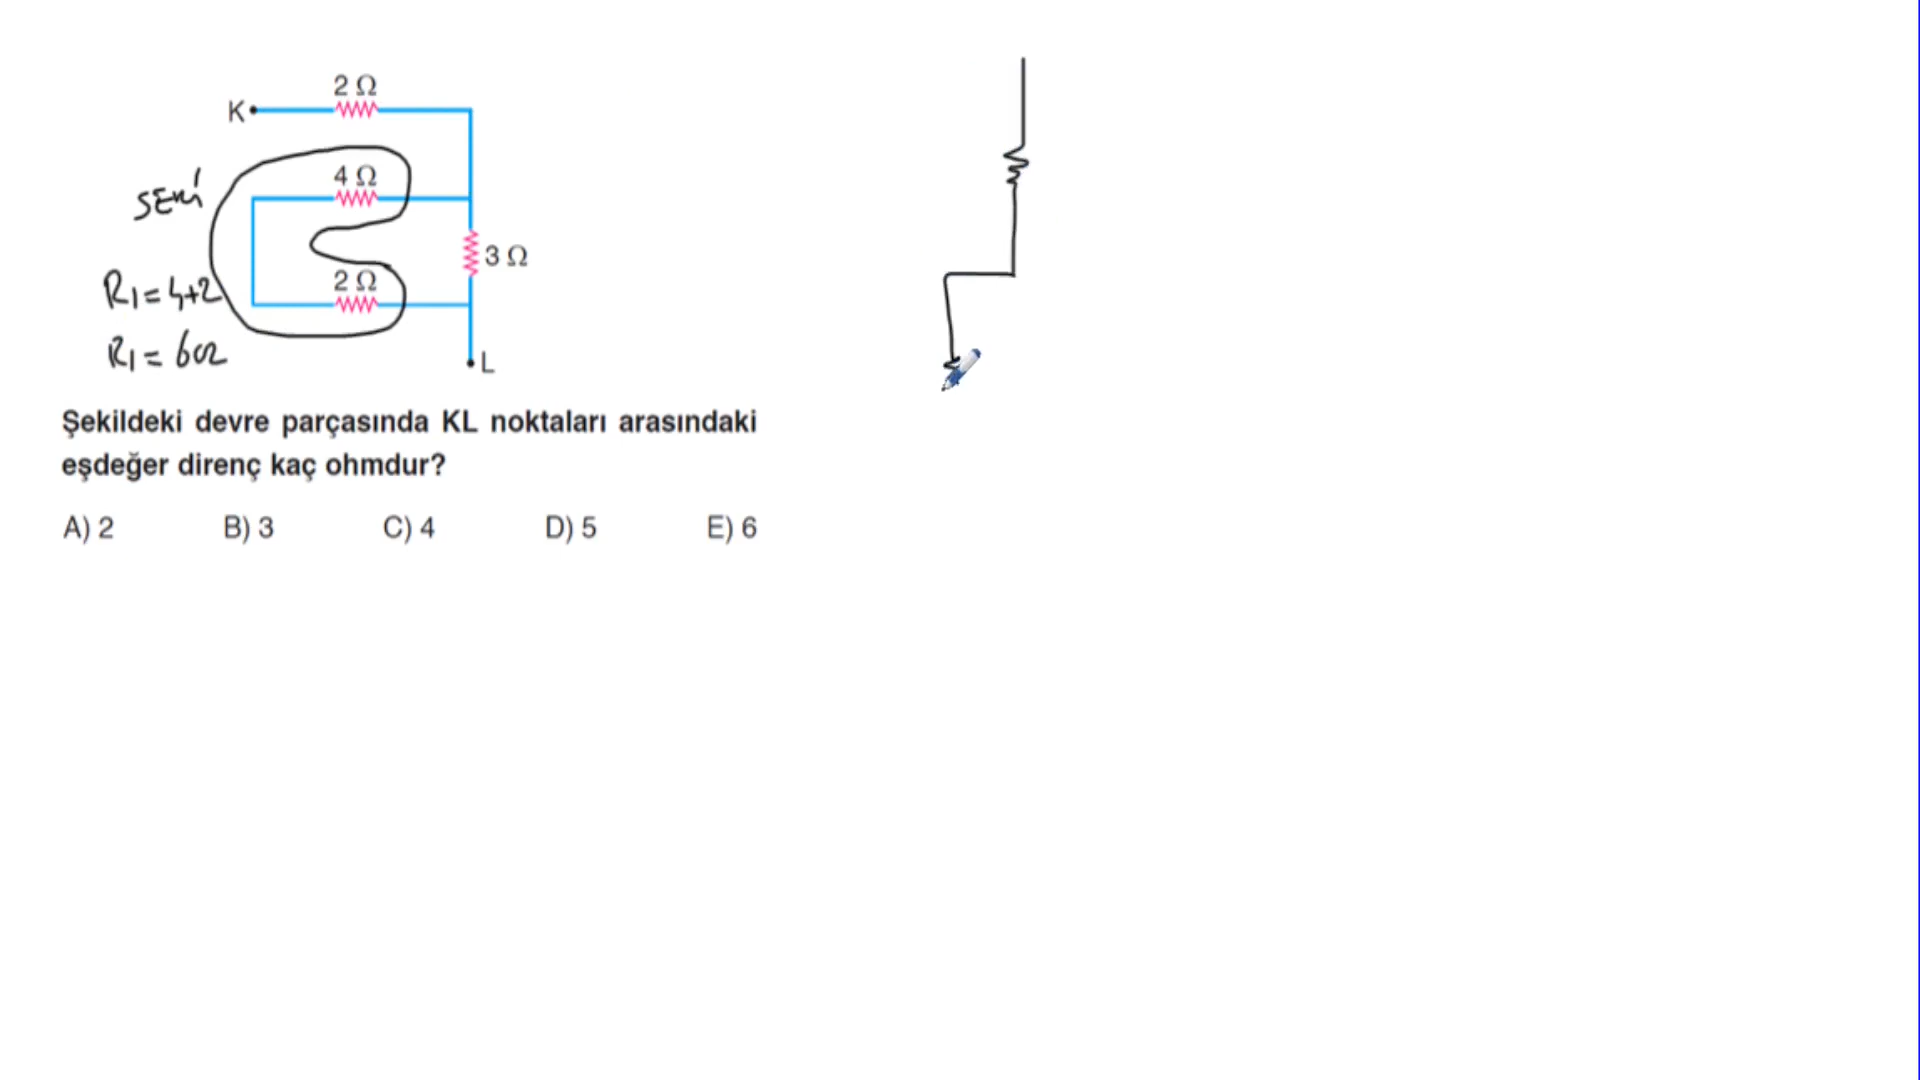 2 Ω
K
4 Ω
SERİ
3 Ω
2 Ω
R1 = 4+2
R1 = 6Ω
L
Şekildeki devre parçasında KL noktaları arasındaki
eşdeğer direnç kaç ohmdur?
A) 2 B) 3 C) 4 D) 5 E) 6